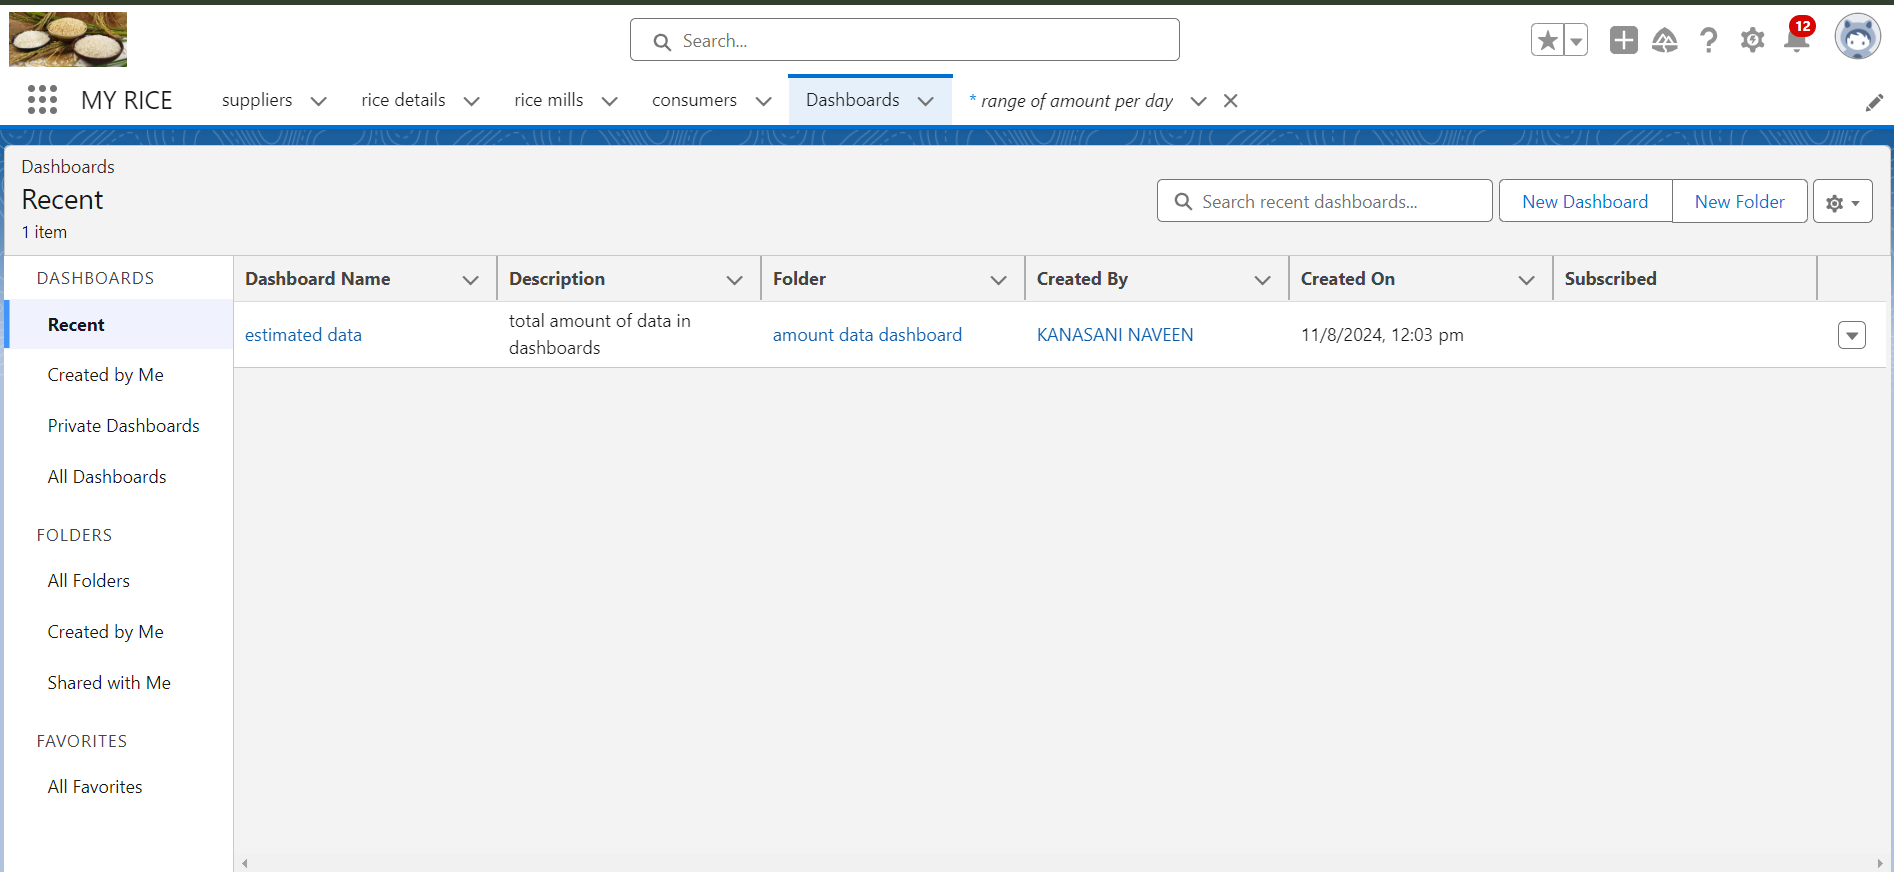 Search...
12
MY RICE
suppliers
rice details
rice mills
consumers
Dashboards
* range of amount per day
Dashboards
Recent
1 item
Search recent dashboards...
New Dashboard
New Folder
DASHBOARDS
Recent
Created by Me
Private Dashboards
All Dashboards
FOLDERS
All Folders
Created by Me
Shared with Me
FAVORITES
All Favorites
Dashboard Name
Description
Folder
Created By
Created On
Subscribed
estimated data
total amount of data in
dashboards
amount data dashboard
KANASANI NAVEEN
11/8/2024, 12:03 pm